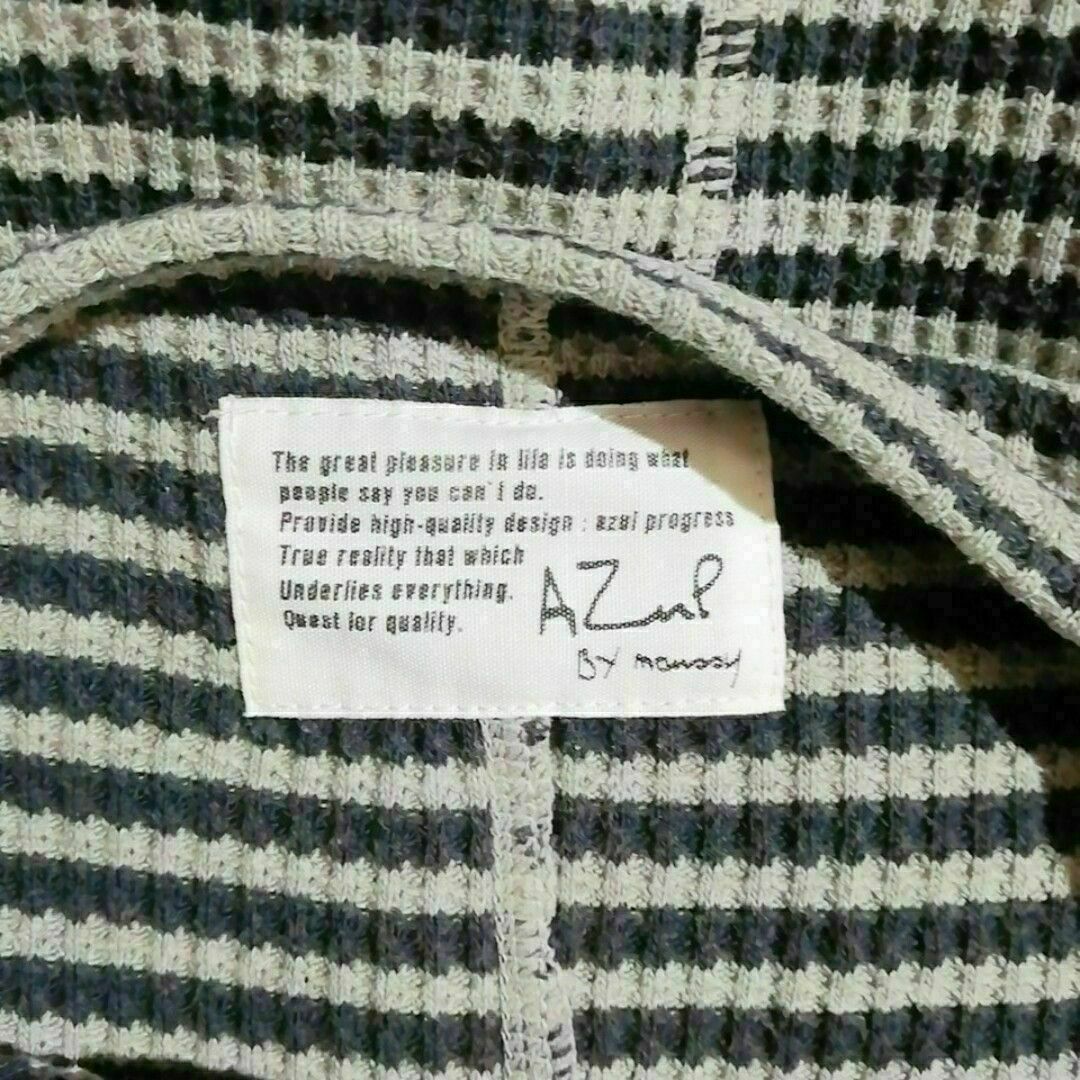 The great pleasure in life is doing what
people say you can't do.
Provide high-quality design : azul progress
True reality that which
Underlies everything.
Quest for quality.
AZul
BY moussy